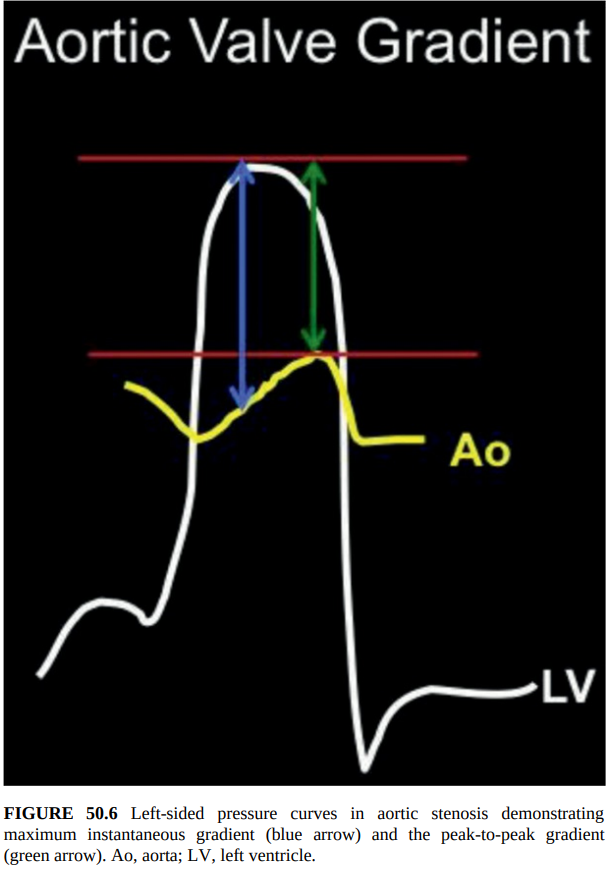 Aortic Valve Gradient
Ao
LV
FIGURE 50.6 Left-sided pressure curves in aortic stenosis demonstrating
maximum instantaneous gradient (blue arrow) and the peak-to-peak gradient
(green arrow). Ao, aorta; LV, left ventricle.